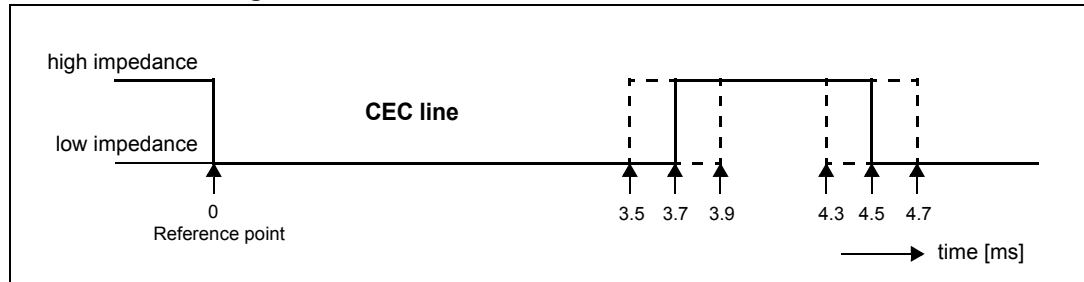 high impedance
CEC line
low impedance
0
Reference point
3.5 3.7 3.9 4.3 4.5 4.7
time [ms]